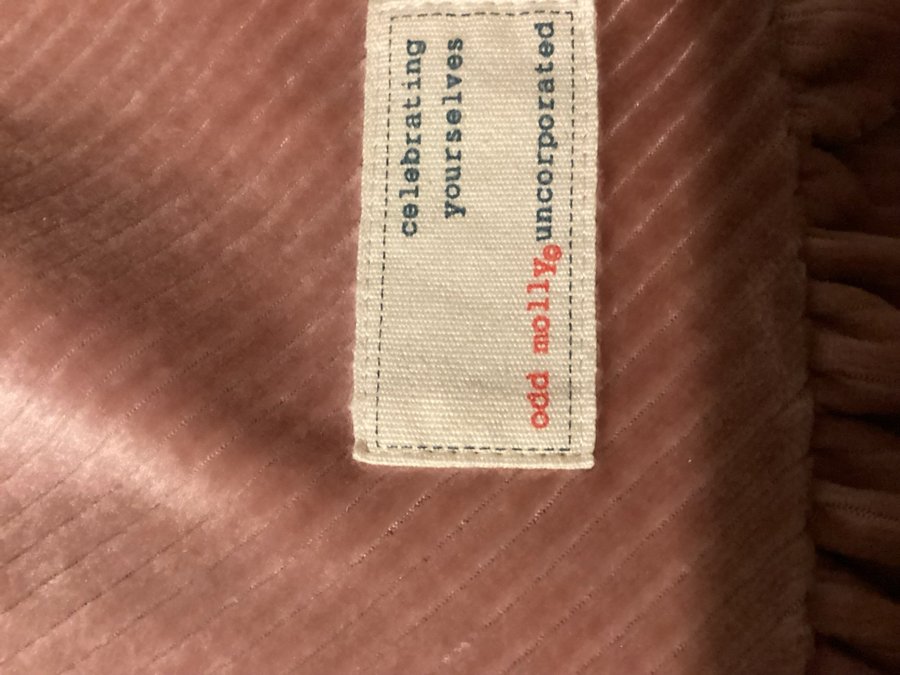 celebrating
yourselves
odd molly® uncorporated